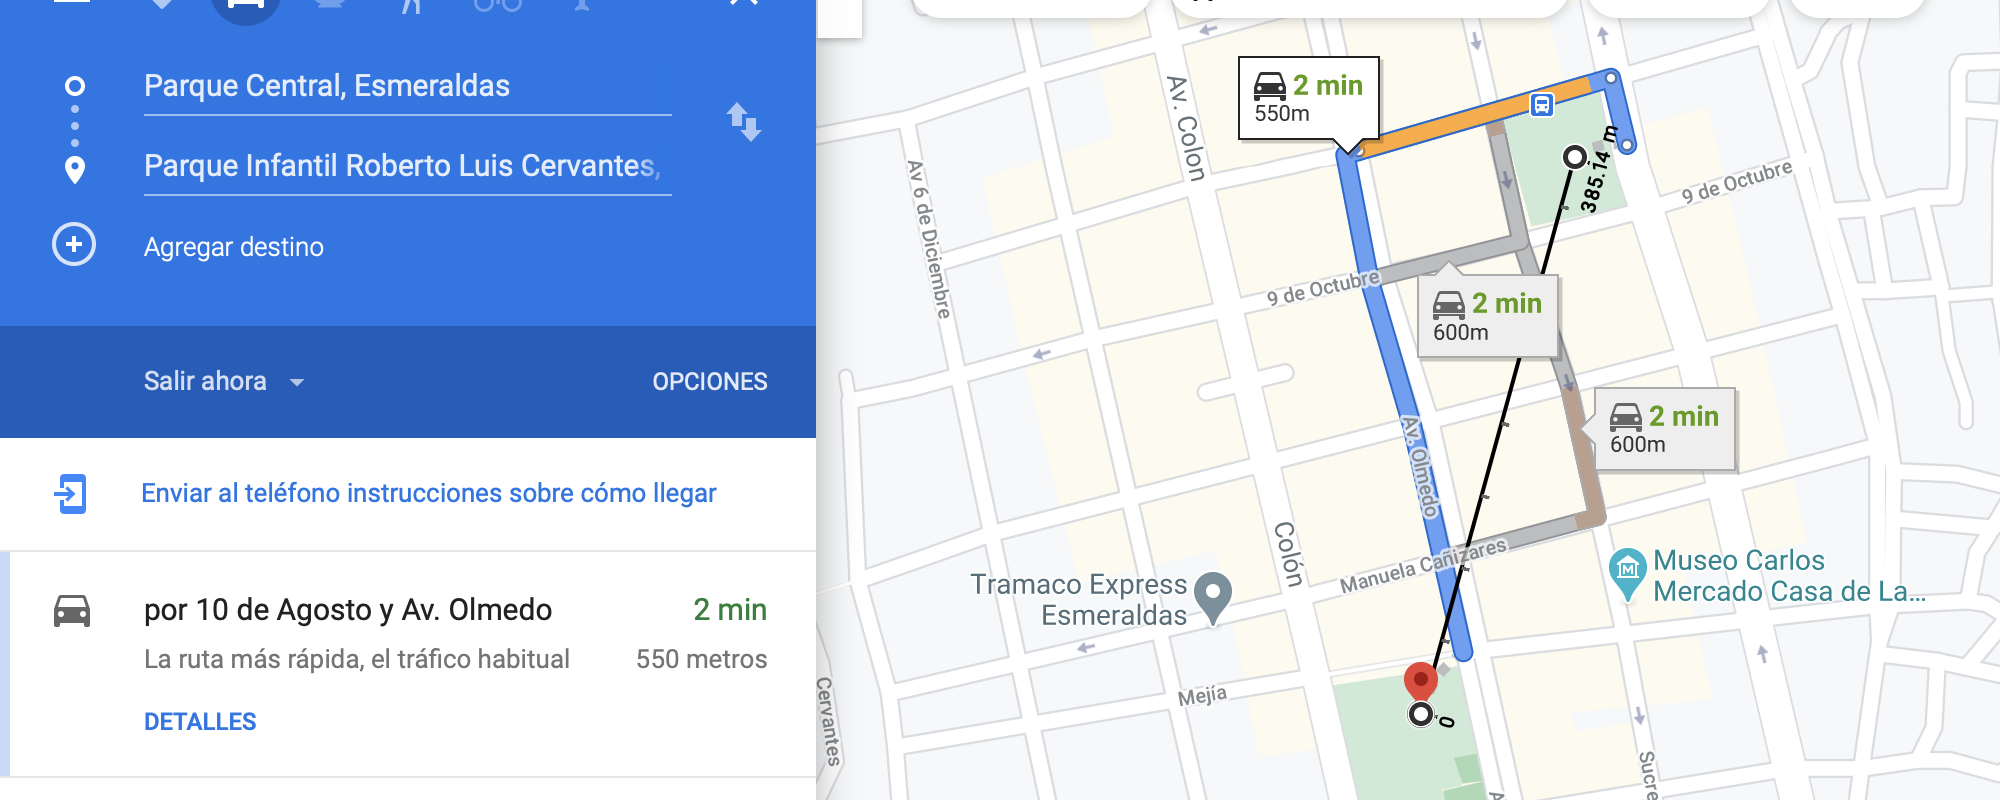 Parque Central, Esmeraldas
Parque Infantil Roberto Luis Cervantes,
Agregar destino
Salir ahora
OPCIONES
Enviar al teléfono instrucciones sobre cómo llegar
por 10 de Agosto y Av. Olmedo
2 min
La ruta más rápida, el tráfico habitual
550 metros
DETALLES
2 min
550m
Av. Colon
385.14 m
9 de Octubre
Av 6 de Diciembre
9 de Octubre
2 min
600m
2 min
600m
Av. Olmedo
Colón
Manuela Cañizares
Museo Carlos
Mercado Casa de La...
Tramaco Express
Esmeraldas
Mejía
0
Cervantes
Sucre